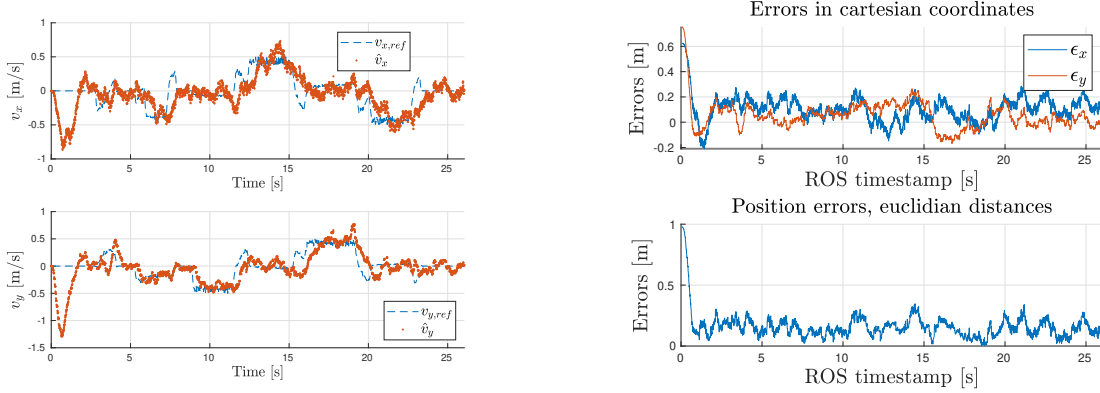 1
0.5
0
-0.5
-1
v_x [m/s]
v_{x,ref}
v̂_x
0 5 10 15 20 25
Time [s]
1
0.5
0
-0.5
-1
-1.5
v_y [m/s]
v_{y,ref}
v̂_y
0 5 10 15 20 25
Time [s]
Errors in cartesian coordinates
0.6
0.4
0.2
0
-0.2
Errors [m]
ϵ_x
ϵ_y
0 5 10 15 20 25
ROS timestamp [s]
Position errors, euclidian distances
1
0.5
0
Errors [m]
0 5 10 15 20 25
ROS timestamp [s]